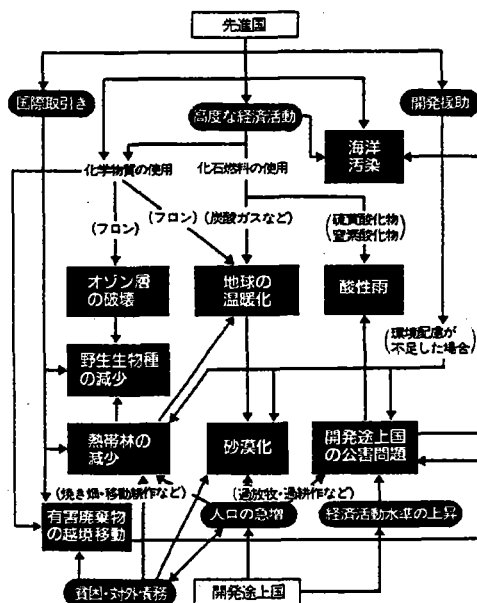 先進国
国際取引き
高度な経済活動
開発援助
海洋
汚染
化学物質の使用
化石燃料の使用
(フロン)
(フロン)
(炭酸ガスなど)
(硫黄酸化物
窒素酸化物)
オゾン層
の破壊
地球の
温暖化
酸性雨
(環境配慮が
不足した場合)
野生生物種
の減少
熱帯林の
減少
砂漠化
開発途上国
の公害問題
(焼き畑・移動耕作など)
(過放牧・過耕作など)
有害廃棄物
の越境移動
人口の急増
経済活動水準の上昇
貧困・対外債務
開発途上国